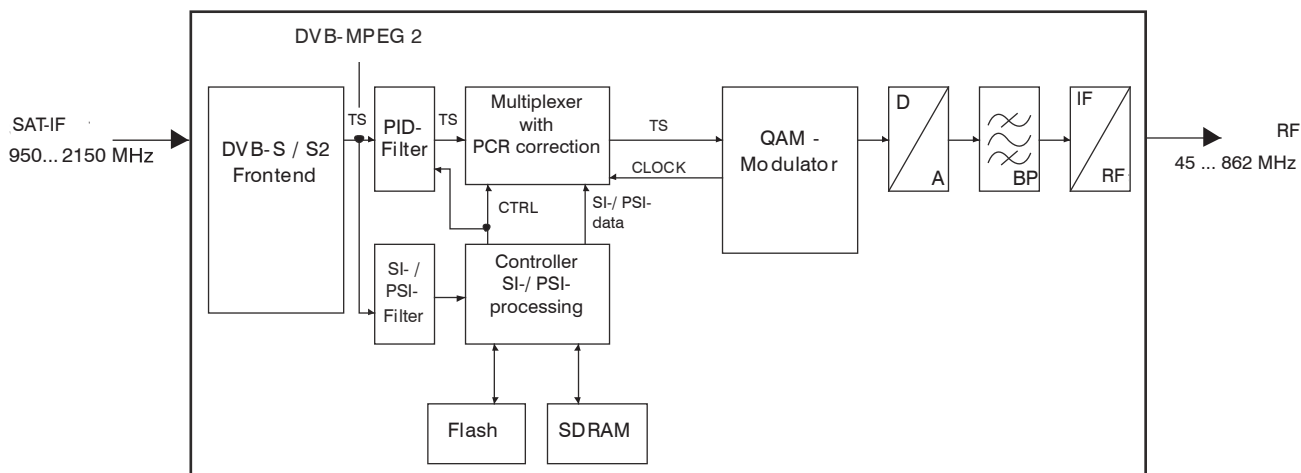 DVB-MPEG 2
SAT-IF
950... 2150 MHz
DVB-S / S2
Frontend
TS
PID-
Filter
TS
Multiplexer
with
PCR correction
TS
CLOCK
QAM -
Modulator
D
A
BP
IF
RF
RF
45 ... 862 MHz
CTRL
SI-/ PSI-
data
SI- /
PSI-
Filter
Controller
SI-/ PSI-
processing
Flash
SDRAM